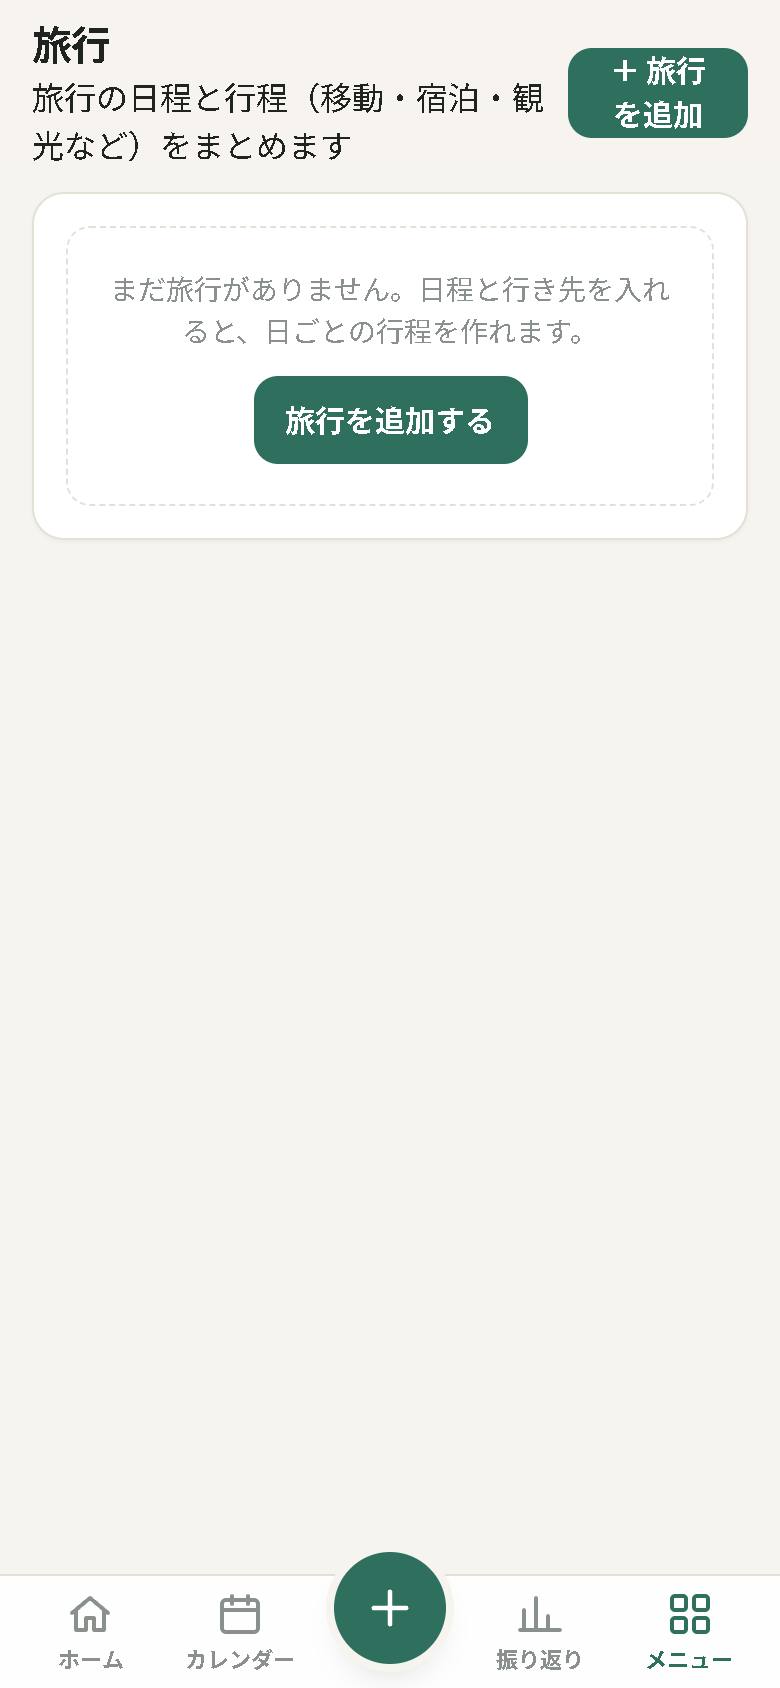 旅行
旅行の日程と行程（移動・宿泊・観
光など）をまとめます
＋ 旅行
を追加
まだ旅行がありません。日程と行き先を入れ
ると、日ごとの行程を作れます。
旅行を追加する
ホーム
カレンダー
振り返り
メニュー